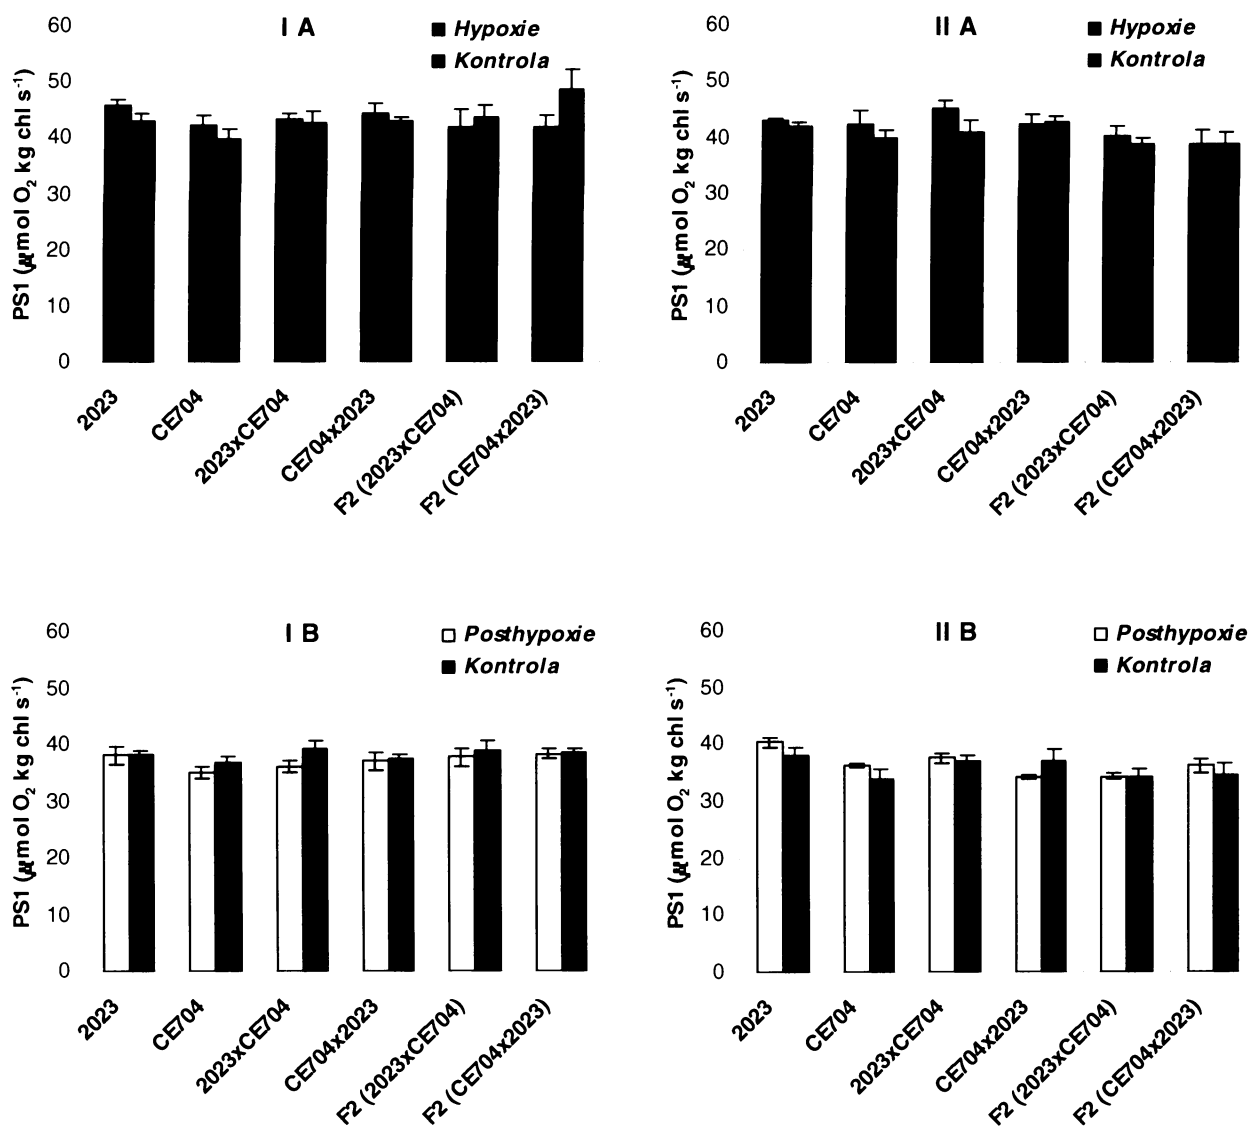 I A
Hypoxie
Kontrola
PS1 (µmol O2 kg chl s-1)
60
50
40
30
20
10
0
2023
CE704
2023xCE704
CE704x2023
F2 (2023xCE704)
F2 (CE704x2023)
II A
Hypoxie
Kontrola
PS1 (µmol O2 kg chl s-1)
60
50
40
30
20
10
0
2023
CE704
2023xCE704
CE704x2023
F2 (2023xCE704)
F2 (CE704x2023)
I B
Posthypoxie
Kontrola
PS1 (µmol O2 kg chl s-1)
60
50
40
30
20
10
0
2023
CE704
2023xCE704
CE704x2023
F2 (2023xCE704)
F2 (CE704x2023)
II B
Posthypoxie
Kontrola
PS1 (µmol O2 kg chl s-1)
60
50
40
30
20
10
0
2023
CE704
2023xCE704
CE704x2023
F2 (2023xCE704)
F2 (CE704x2023)